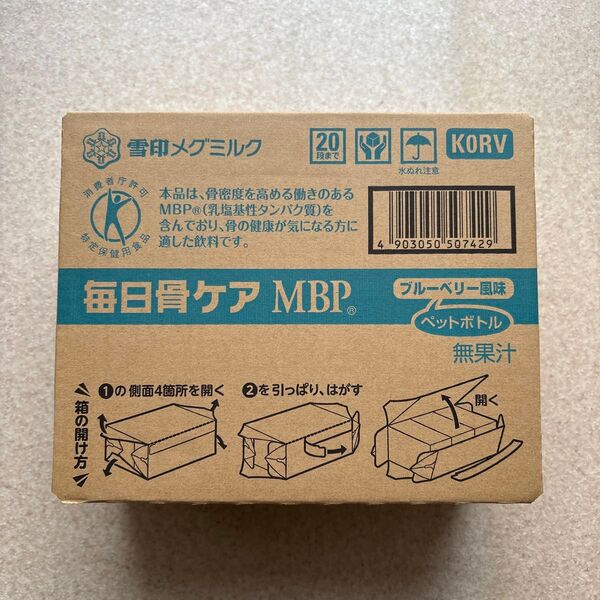 雪印メグミルク
20
段まで
水ぬれ注意
KORV
消費者庁許可
特定保健用食品
本品は、骨密度を高める働きのある
MBP®(乳塩基性タンパク質)を
含んでおり、骨の健康が気になる方に
適した飲料です。
4 903050 507429
毎日骨ケア MBP®
ブルーベリー風味
ペットボトル
無果汁
箱の開け方
①の側面4箇所を開く
②を引っぱり、はがす
開く